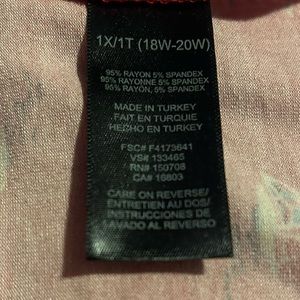 1X/1T (18W-20W)
95% RAYON 5% SPANDEX
95% RAYONNE 5% SPANDEX
95% RAYON, 5% SPANDEX
MADE IN TURKEY
FAIT EN TURQUIE
HECHO EN TURKEY
FSC# F4173641
VS# 133465
RN# 150708
CA# 16803
CARE ON REVERSE/
ENTRETIEN AU DOS/
INSTRUCCIONES DE
LAVADO AL REVERSO